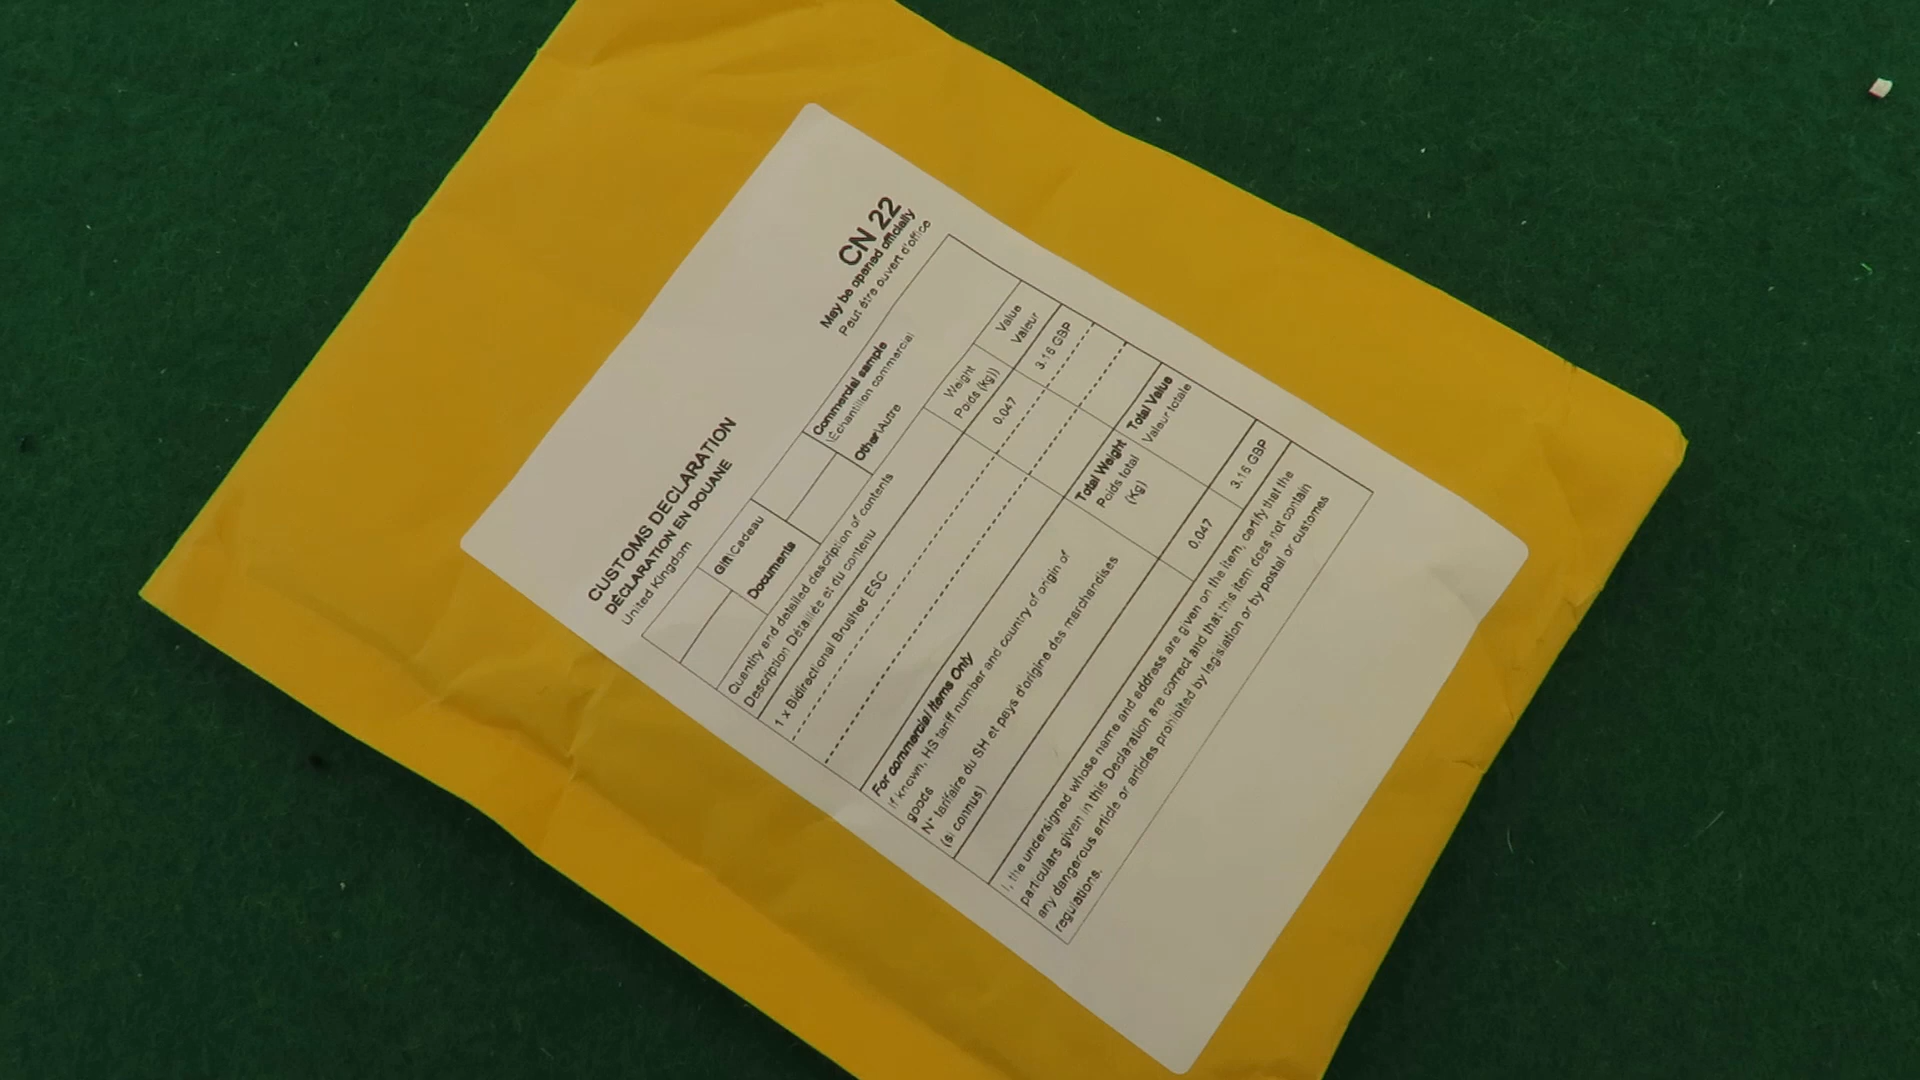 CUSTOMS DECLARATION
DÉCLARATION EN DOUANE
United Kingdom
CN 22
May be opened officially
Peut être ouvert d'office
Gift\Cadeau
Commercial sample
\Échantillon commercial
Documents
Other\Autre
Quantity and detailed description of contents
Description Détaillée et du contenu
Weight
Poids (Kg))
Value
Valeur
1 x Bidirectional Brushed ESC
0.047
3.16 GBP
For commercial Items Only
If known, HS tariff number and country of origin of
goods
N° tarifaire du SH et pays d'origine des marchandises
(si connus)
Total Weight
Poids total
(Kg)
Total Value
Valeur totale
0.047
3.16 GBP
I, the undersigned whose name and address are given on the item, certify that the
particulars given in this Declaration are correct and that this item does not contain
any dangerous article or articles prohibited by legislation or by postal or customes
regulations.